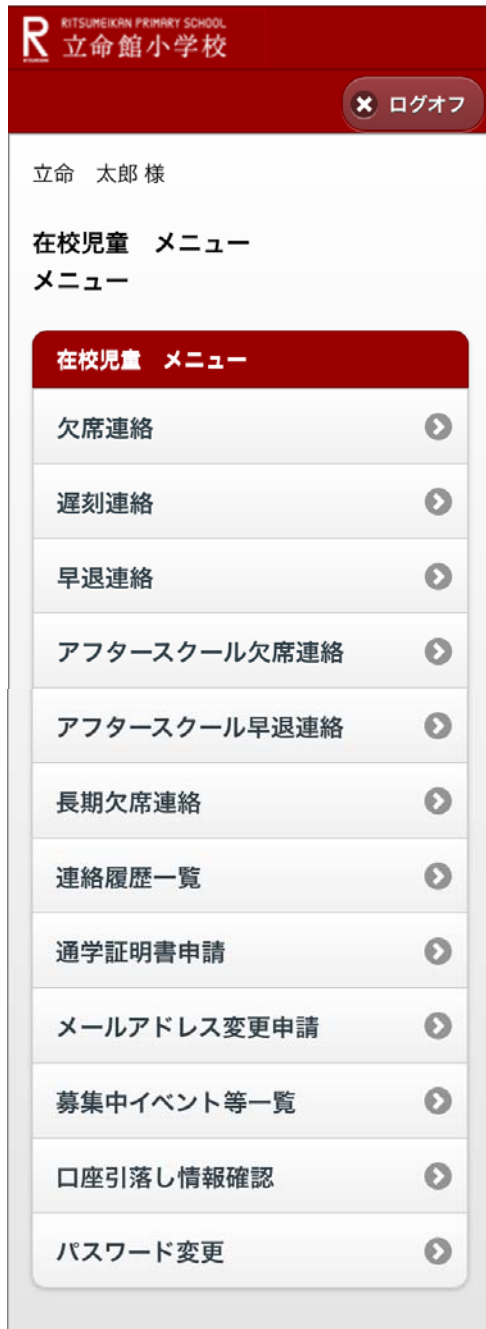 RITSUMEIKAN PRIMARY SCHOOL
R 立命館小学校
RITSUMEIKAN
ログオフ
立命　太郎 様
在校児童　メニュー
メニュー
在校児童　メニュー
欠席連絡
遅刻連絡
早退連絡
アフタースクール欠席連絡
アフタースクール早退連絡
長期欠席連絡
連絡履歴一覧
通学証明書申請
メールアドレス変更申請
募集中イベント等一覧
口座引落し情報確認
パスワード変更